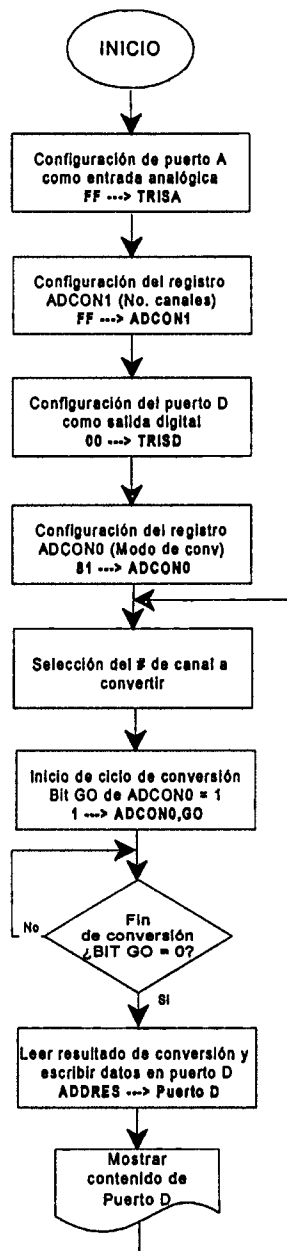 INICIO
Configuración de puerto A
como entrada analógica
FF ---> TRISA
Configuración del registro
ADCON1 (No. canales)
FF ---> ADCON1
Configuración del puerto D
como salida digital
00 ---> TRISD
Configuración del registro
ADCON0 (Modo de conv)
81 ---> ADCON0
Selección del # de canal a
convertir
Inicio de ciclo de conversión
Bit GO de ADCON0 = 1
1 ---> ADCON0,GO
No
Fin
de conversión
¿BIT GO = 0?
Si
Leer resultado de conversión y
escribir datos en puerto D
ADDRES ---> Puerto D
Mostrar
contenido de
Puerto D